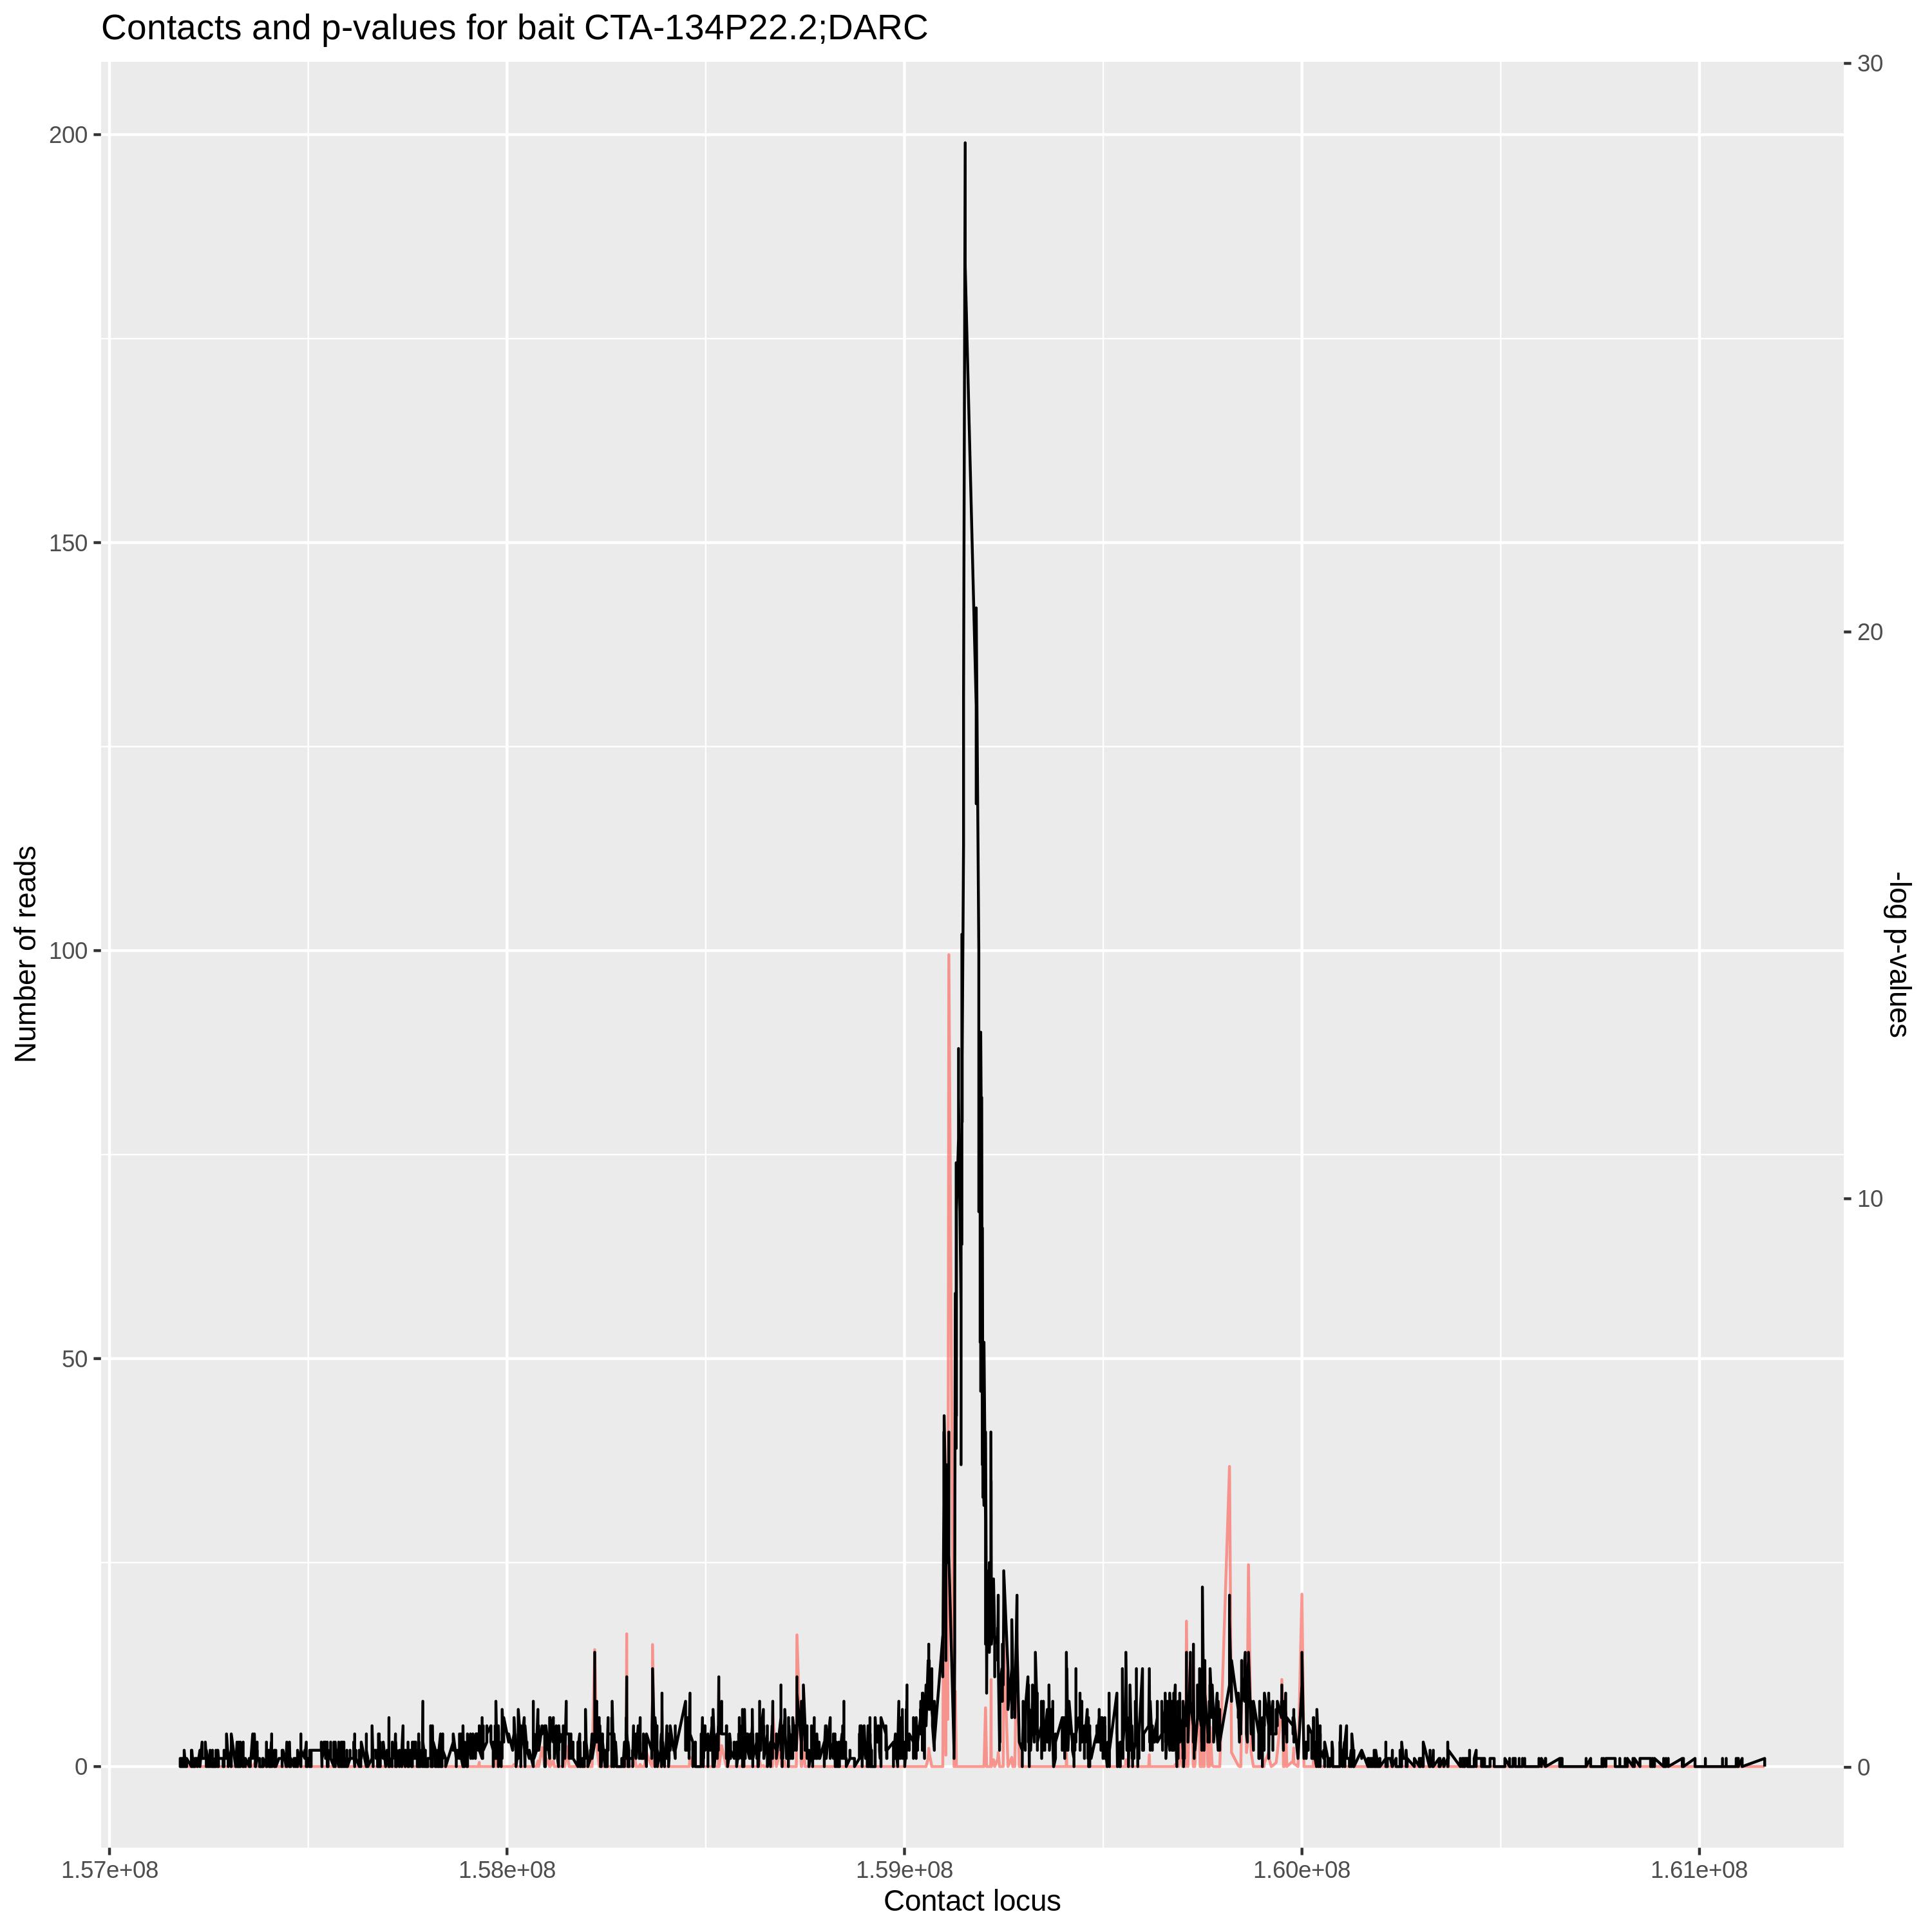 Contacts and p-values for bait CTA-134P22.2;DARC
30
200
150
20
100
10
50
0
0
Number of reads
-log p-values
1.57e+08 1.58e+08 1.59e+08 1.60e+08 1.61e+08
Contact locus